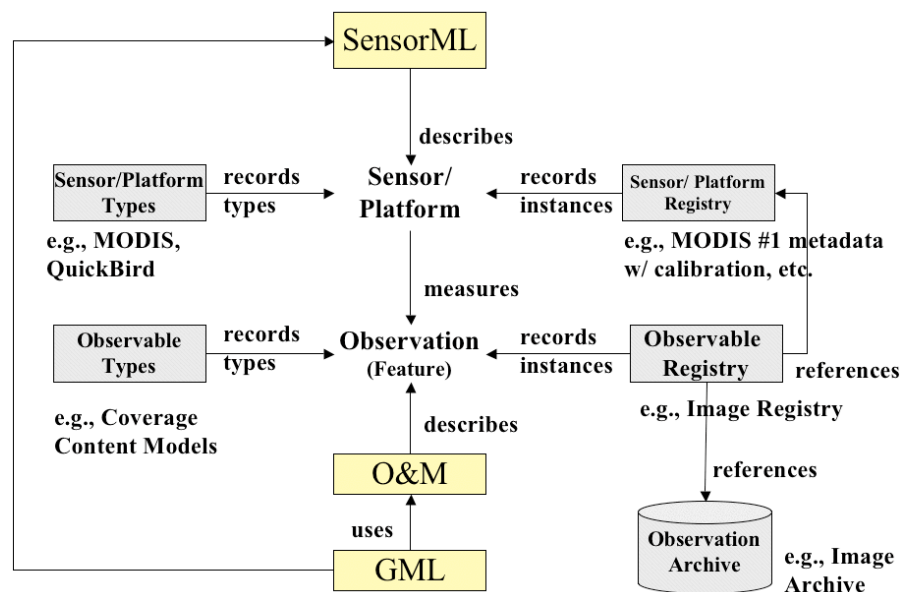 SensorML
describes
Sensor/Platform
Types
records
types
Sensor/
Platform
records
instances
Sensor/ Platform
Registry
e.g., MODIS,
QuickBird
e.g., MODIS #1 metadata
w/ calibration, etc.
measures
Observable
Types
records
types
Observation
(Feature)
records
instances
Observable
Registry
references
e.g., Coverage
Content Models
e.g., Image Registry
describes
O&M
references
uses
GML
Observation
Archive
e.g., Image
Archive